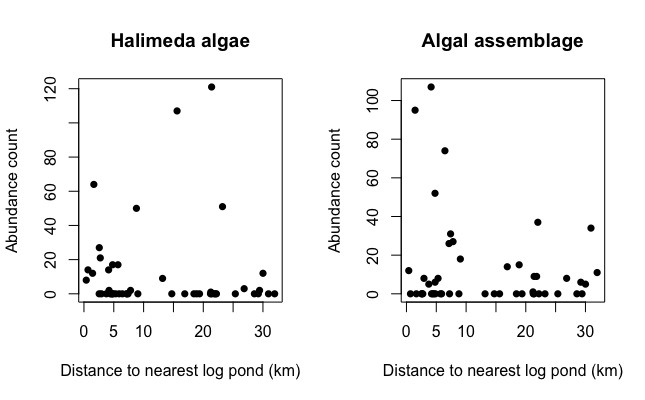 Halimeda algae
Abundance count
0 20 40 60 80 120
0 5 10 20 30
Distance to nearest log pond (km)
Algal assemblage
Abundance count
0 20 40 60 80 100
0 5 10 20 30
Distance to nearest log pond (km)